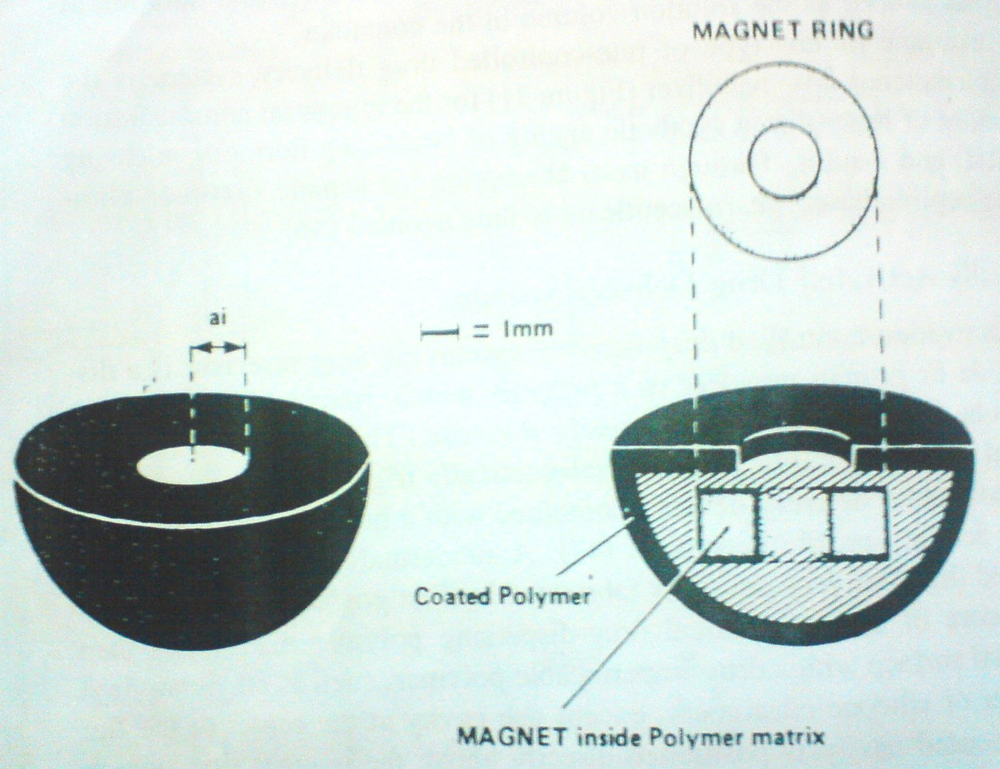 MAGNET RING
ai
= 1mm
Coated Polymer
MAGNET inside Polymer matrix